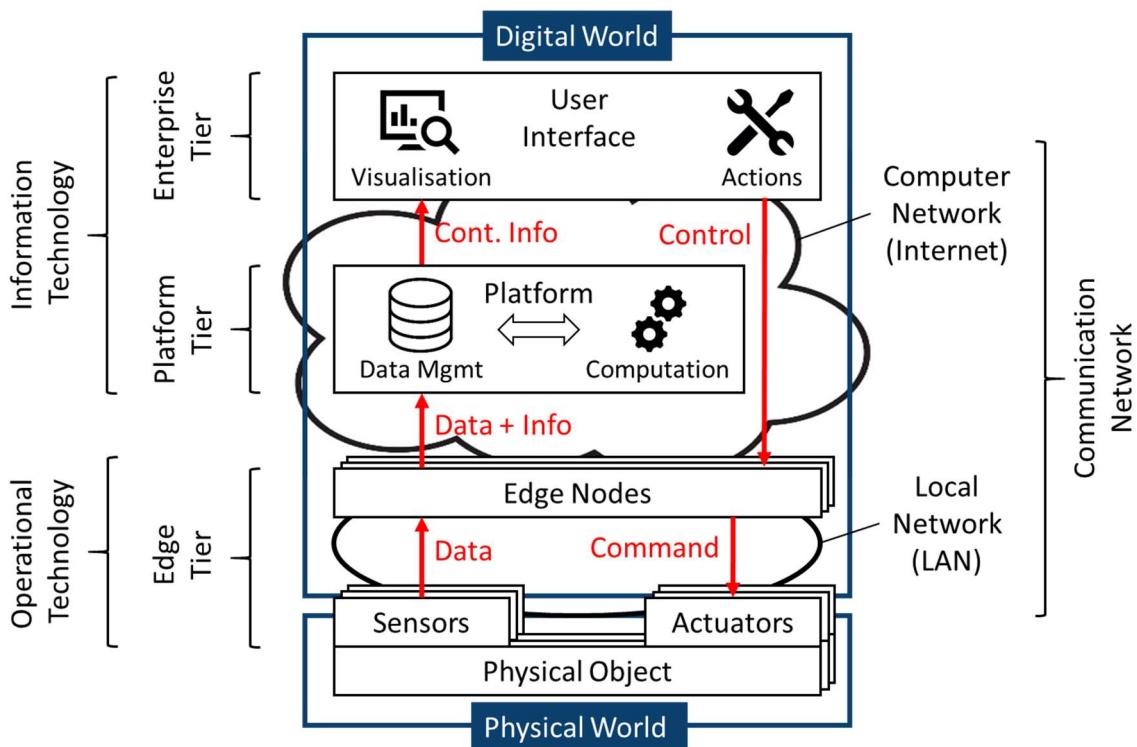 Digital World
Information
Technology
Enterprise
Tier
User
Interface
Visualisation
Actions
Computer
Network
(Internet)
Cont. Info
Control
Platform
Tier
Platform
Data Mgmt
Computation
Communication
Network
Data + Info
Operational
Technology
Edge
Tier
Edge Nodes
Local
Network
(LAN)
Data
Command
Sensors
Actuators
Physical Object
Physical World